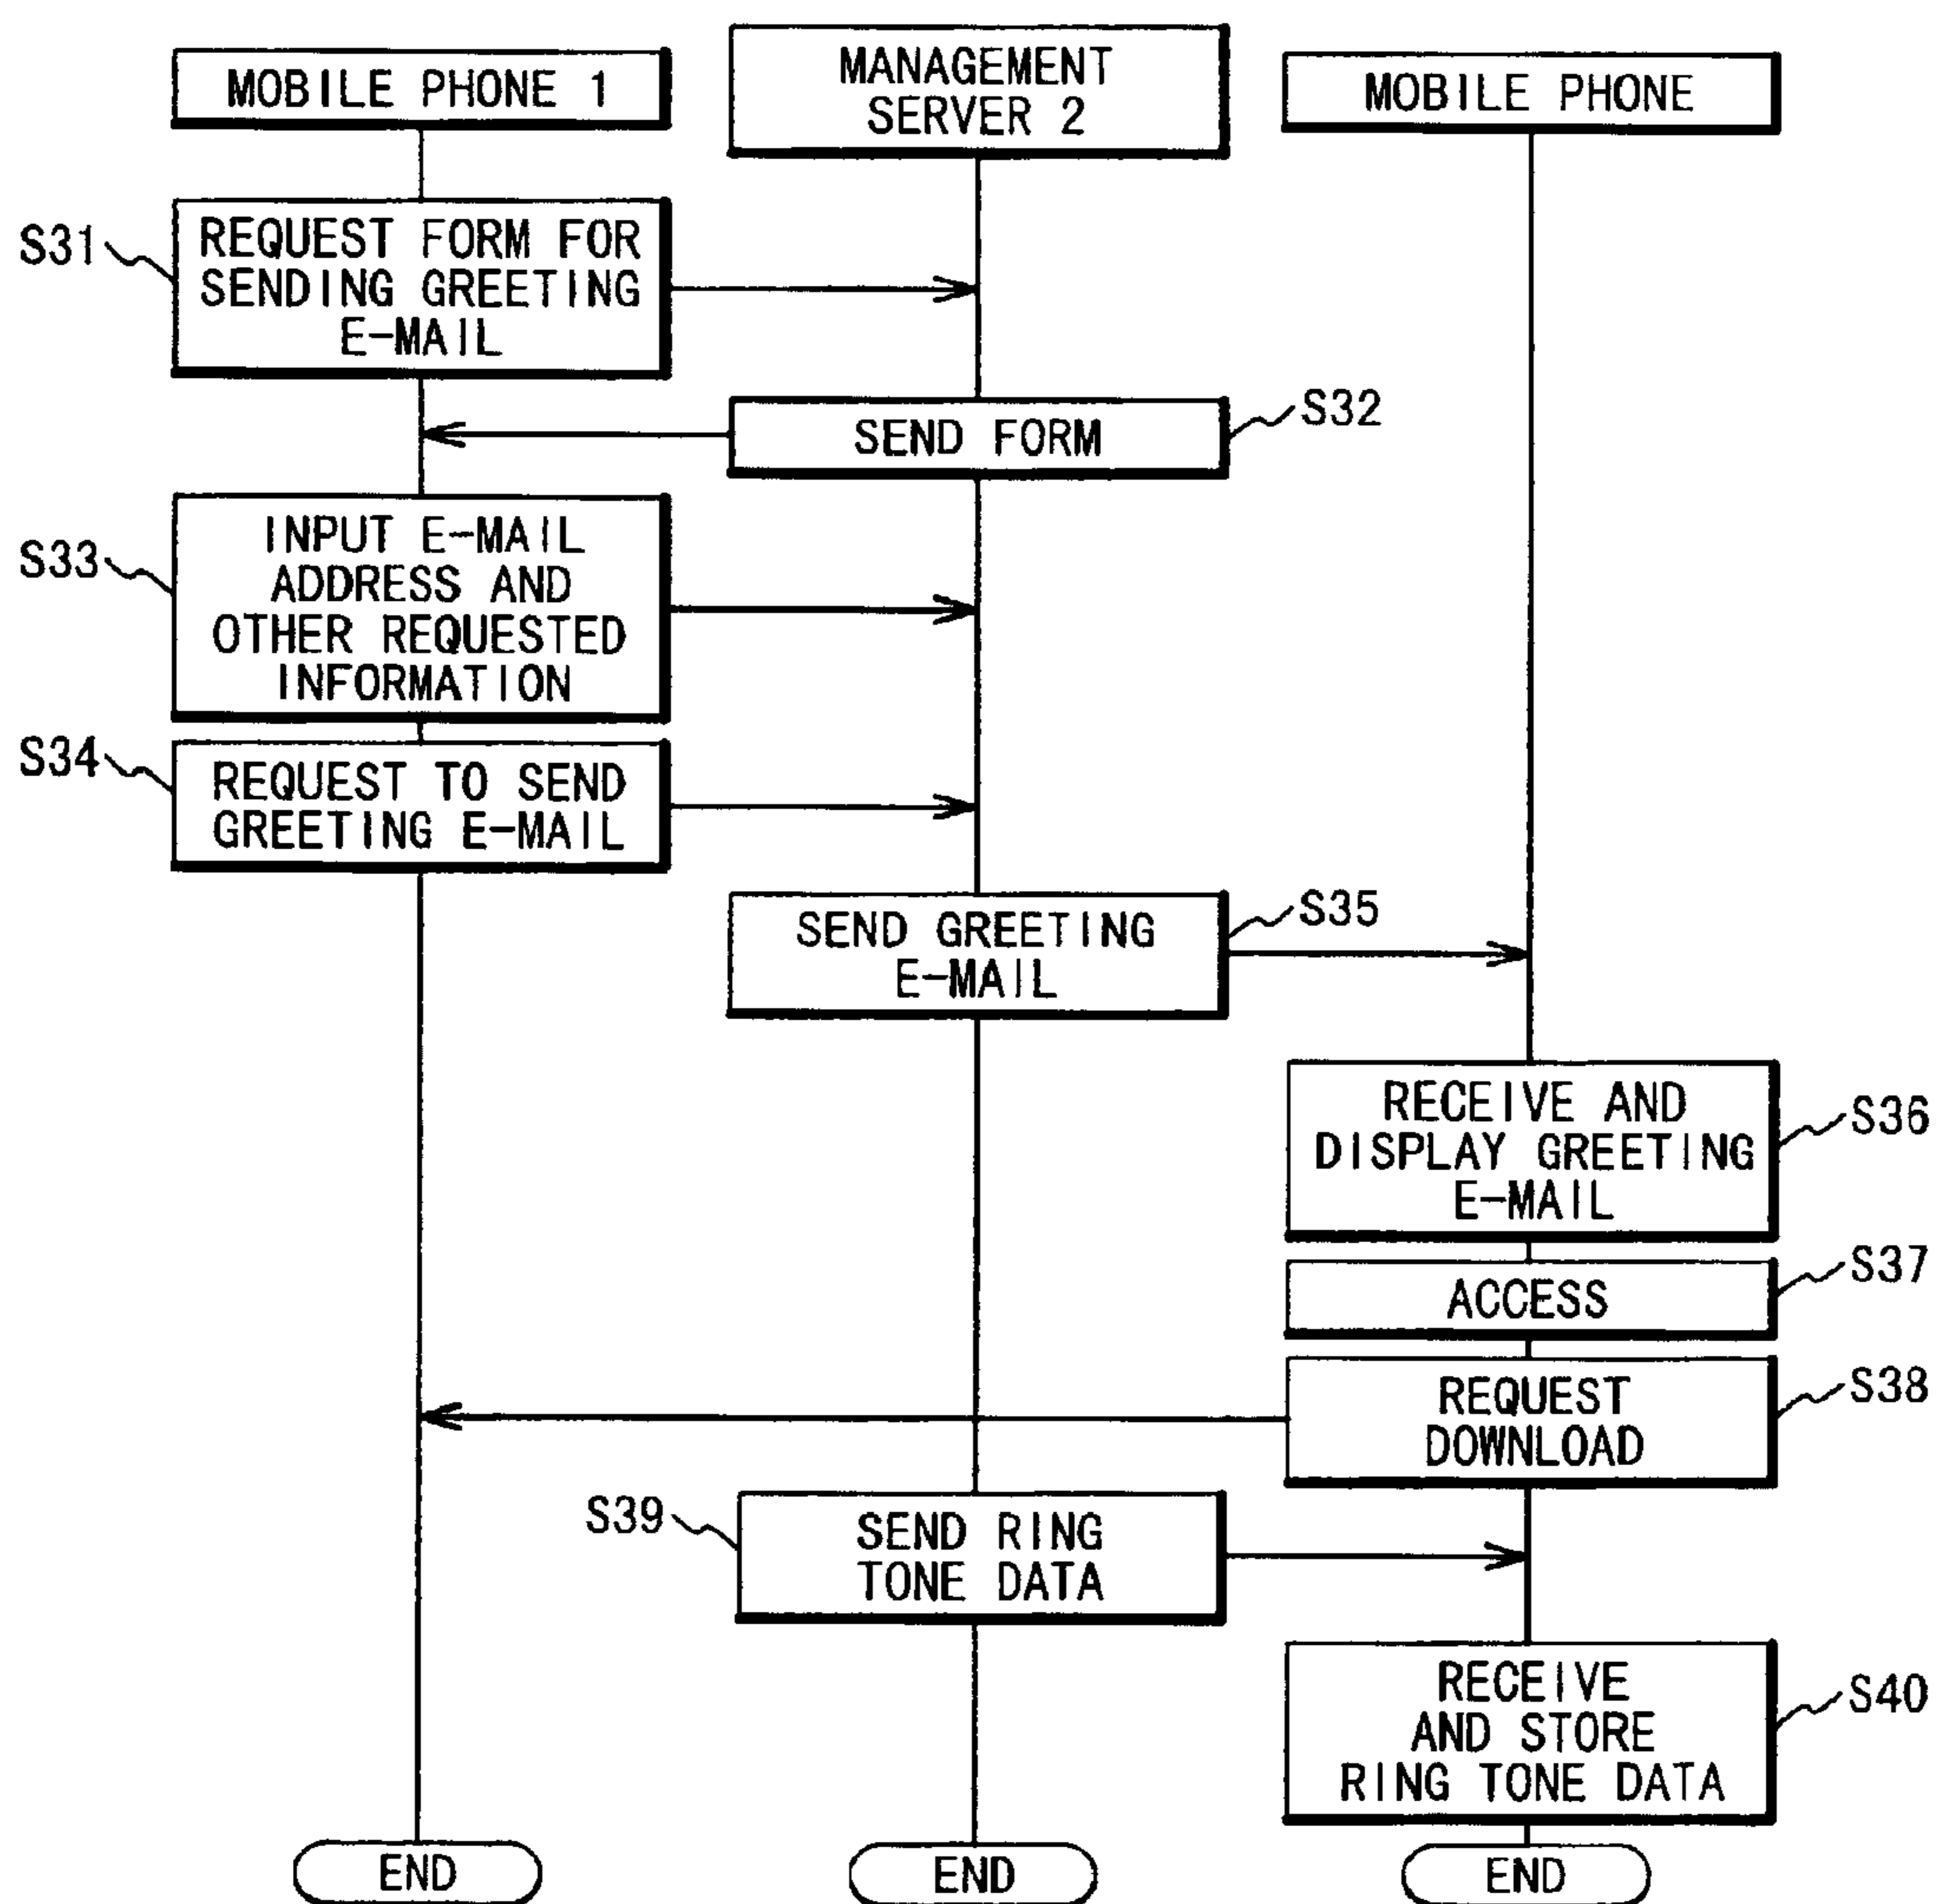 MOBILE PHONE 1
MANAGEMENT
SERVER 2
MOBILE PHONE
S31
REQUEST FORM FOR
SENDING GREETING
E-MAIL
SEND FORM
S32
S33
INPUT E-MAIL
ADDRESS AND
OTHER REQUESTED
INFORMATION
S34
REQUEST TO SEND
GREETING E-MAIL
SEND GREETING
E-MAIL
S35
RECEIVE AND
DISPLAY GREETING
E-MAIL
S36
ACCESS
S37
REQUEST
DOWNLOAD
S38
S39
SEND RING
TONE DATA
RECEIVE
AND STORE
RING TONE DATA
S40
END
END
END